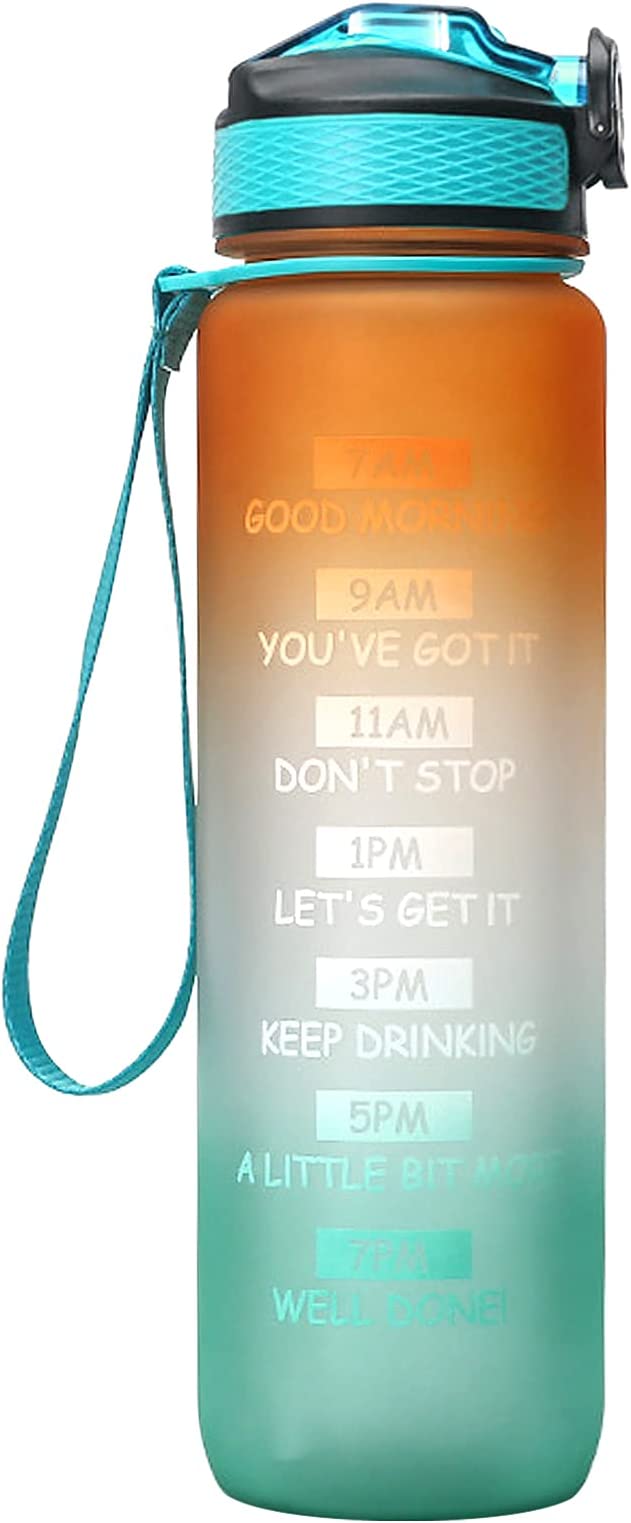 7AM
GOOD MORNING
9AM
YOU'VE GOT IT
11AM
DON'T STOP
1PM
LET'S GET IT
3PM
KEEP DRINKING
5PM
A LITTLE BIT MORE
7PM
WELL DONE!